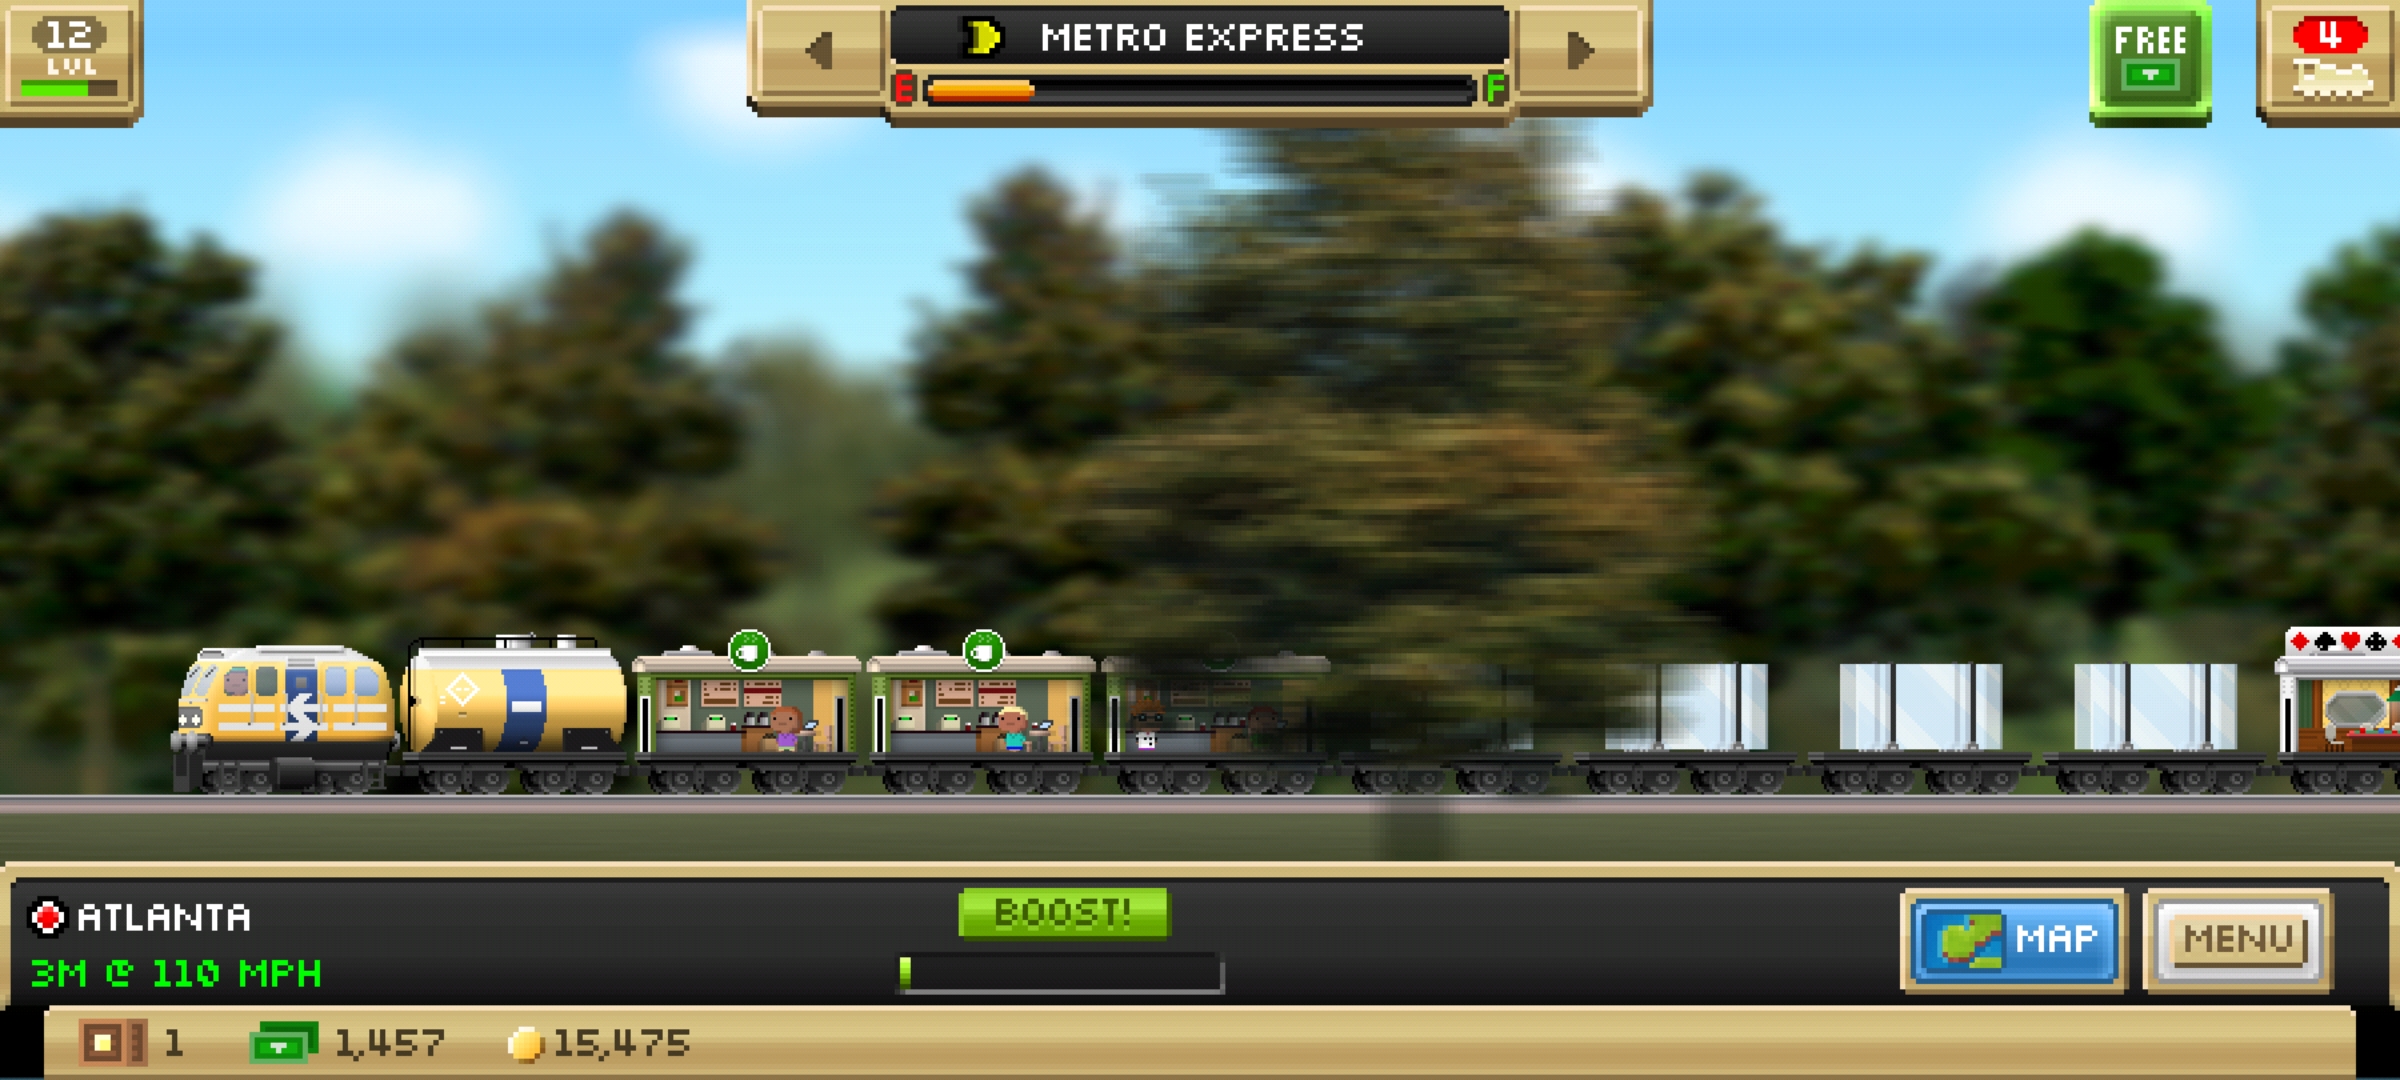 12
LVL
METRO EXPRESS
E F
FREE
4
ATLANTA
3M @ 110 MPH
BOOST!
MAP
MENU
1 1,457 15,475